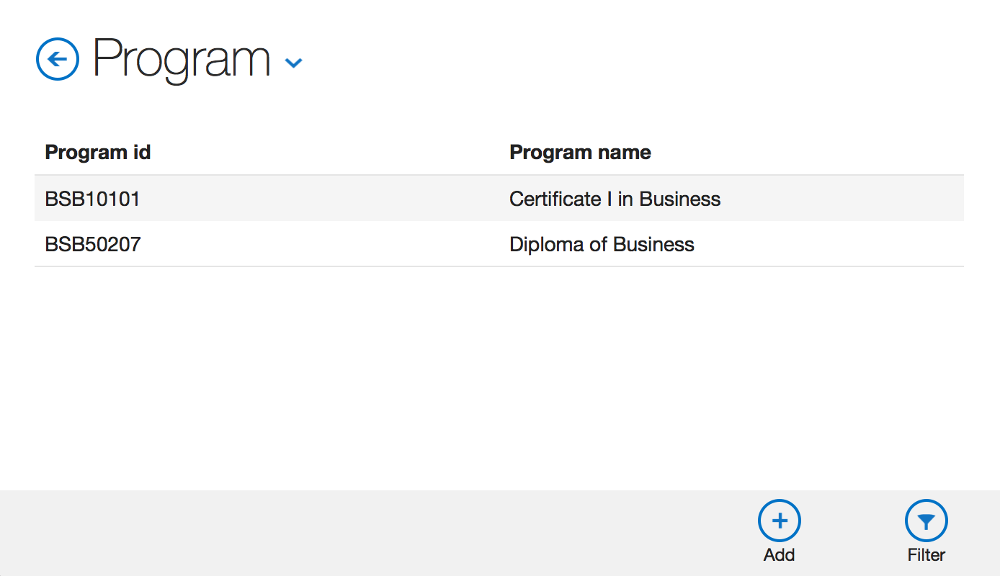 Program
Program id Program name
BSB10101 Certificate I in Business
BSB50207 Diploma of Business
Add Filter